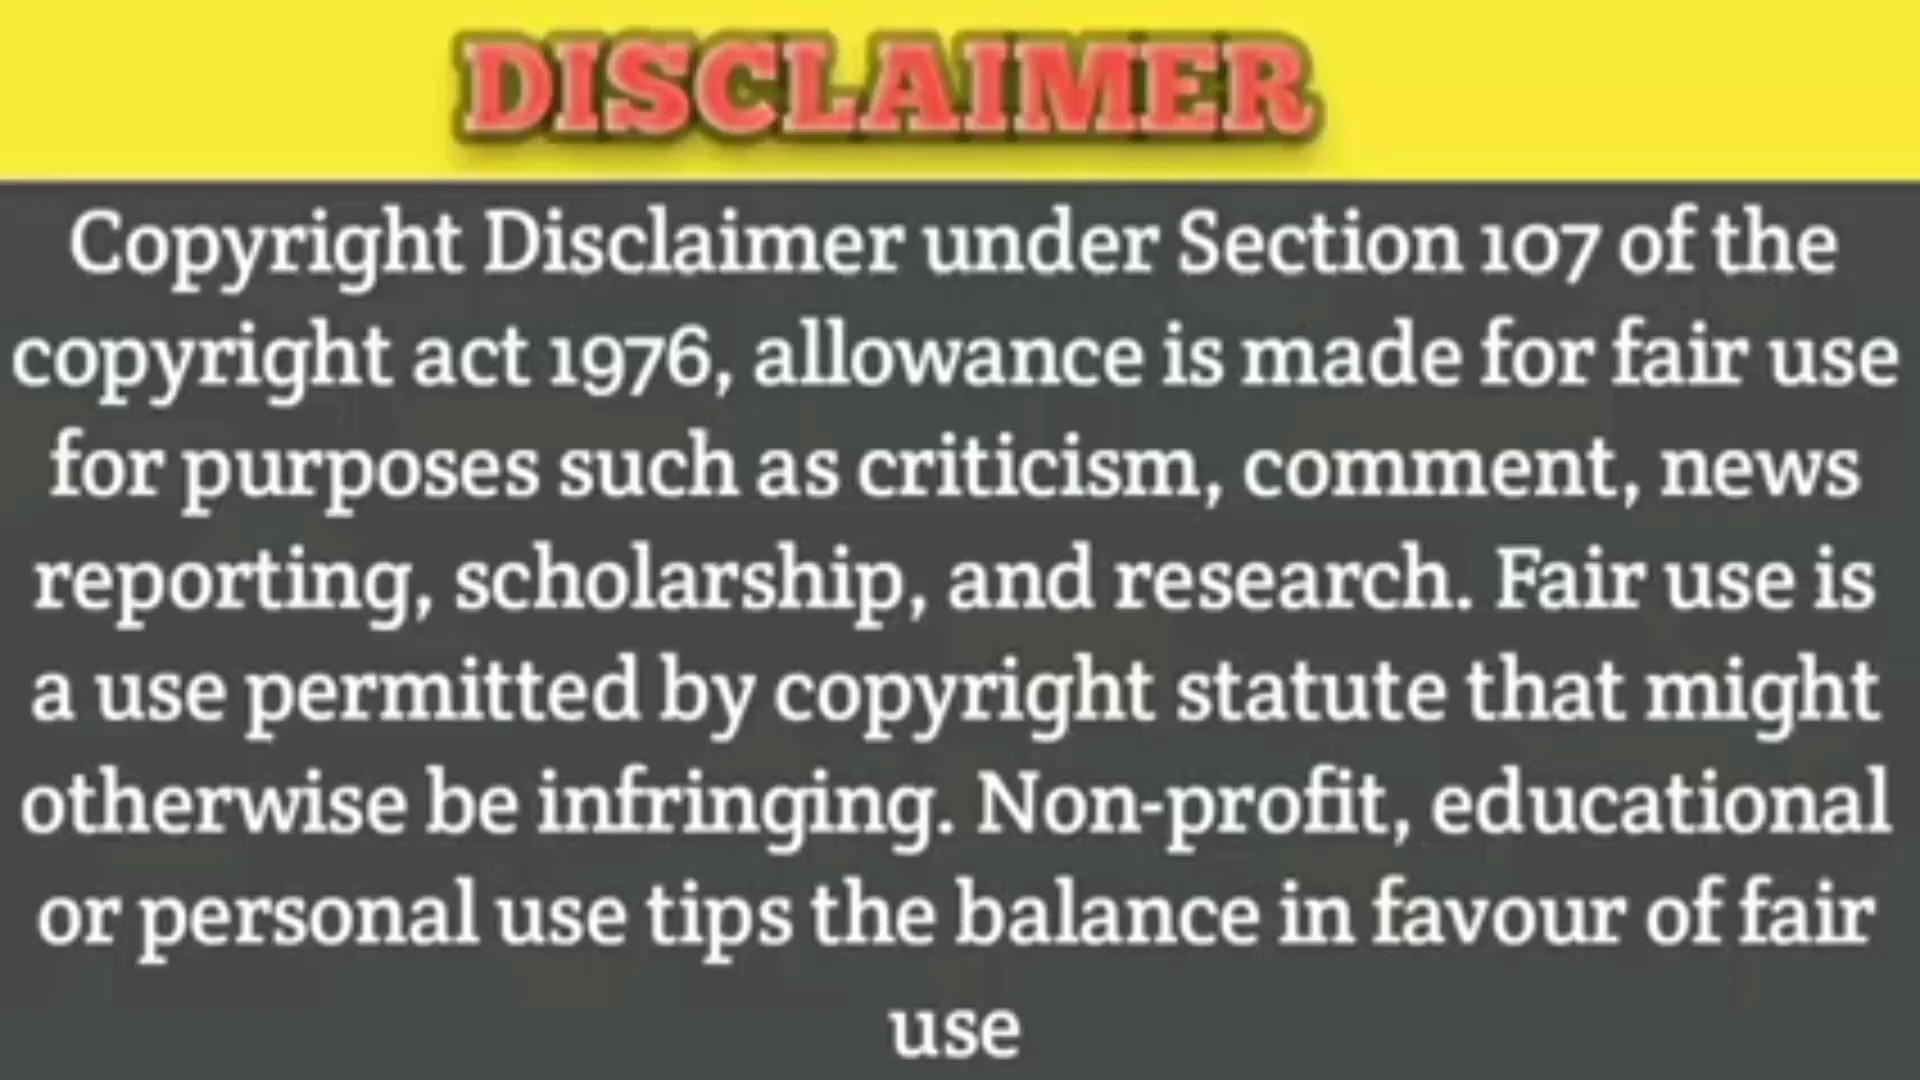 DISCLAIMER
Copyright Disclaimer under Section 107 of the
copyright act 1976, allowance is made for fair use
for purposes such as criticism, comment, news
reporting, scholarship, and research. Fair use is
a use permitted by copyright statute that might
otherwise be infringing. Non-profit, educational
or personal use tips the balance in favour of fair
use